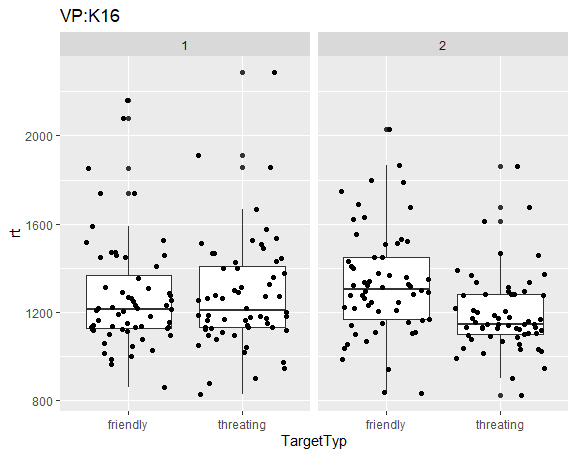 VP:K16
1
2
rt
2000
1600
1200
800
friendly
threating
friendly
threating
TargetTyp